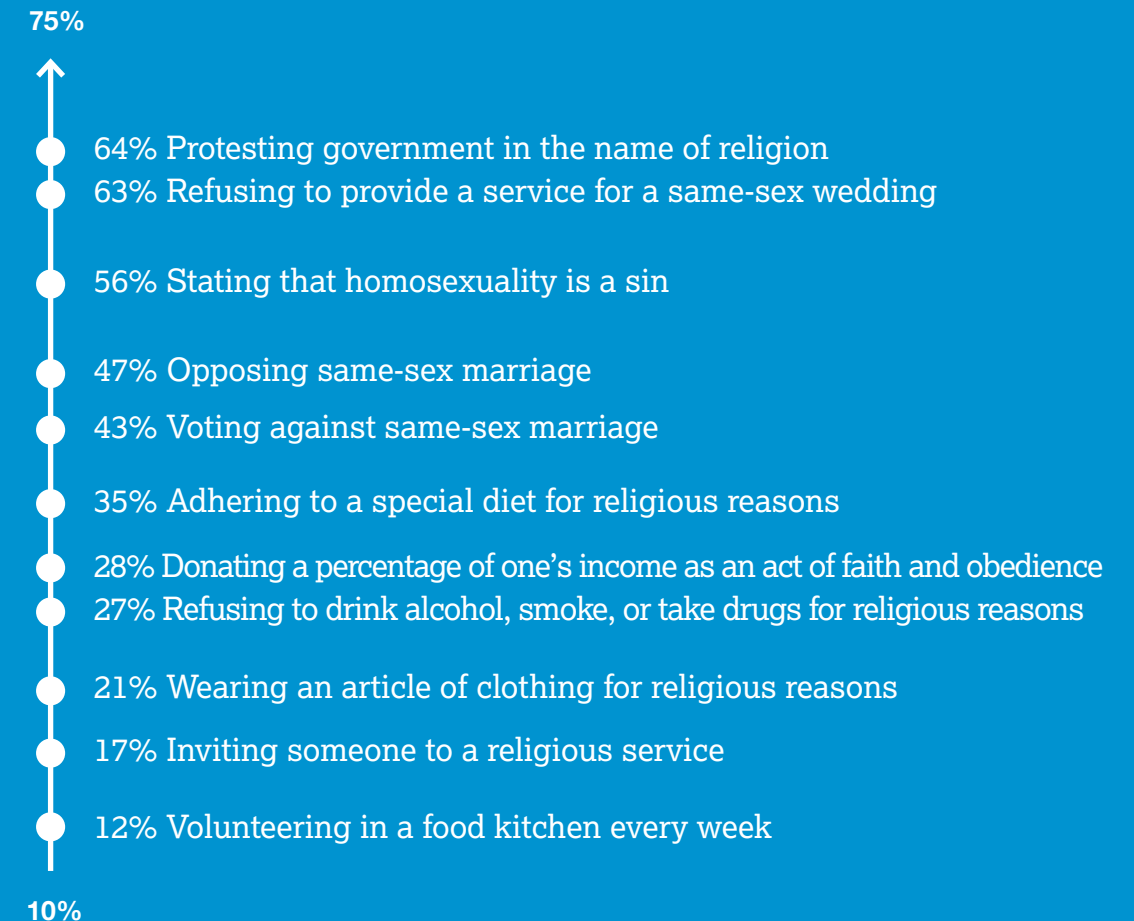 75%
64% Protesting government in the name of religion
63% Refusing to provide a service for a same-sex wedding
56% Stating that homosexuality is a sin
47% Opposing same-sex marriage
43% Voting against same-sex marriage
35% Adhering to a special diet for religious reasons
28% Donating a percentage of one’s income as an act of faith and obedience
27% Refusing to drink alcohol, smoke, or take drugs for religious reasons
21% Wearing an article of clothing for religious reasons
17% Inviting someone to a religious service
12% Volunteering in a food kitchen every week
10%